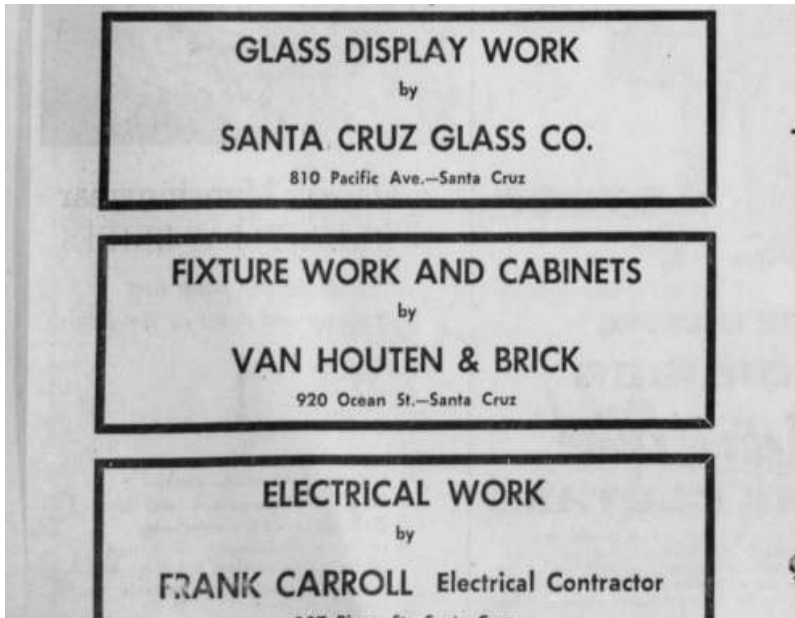 GLASS DISPLAY WORK
by
SANTA CRUZ GLASS CO.
810 Pacific Ave.—Santa Cruz
FIXTURE WORK AND CABINETS
by
VAN HOUTEN & BRICK
920 Ocean St.—Santa Cruz
ELECTRICAL WORK
by
FRANK CARROLL Electrical Contractor